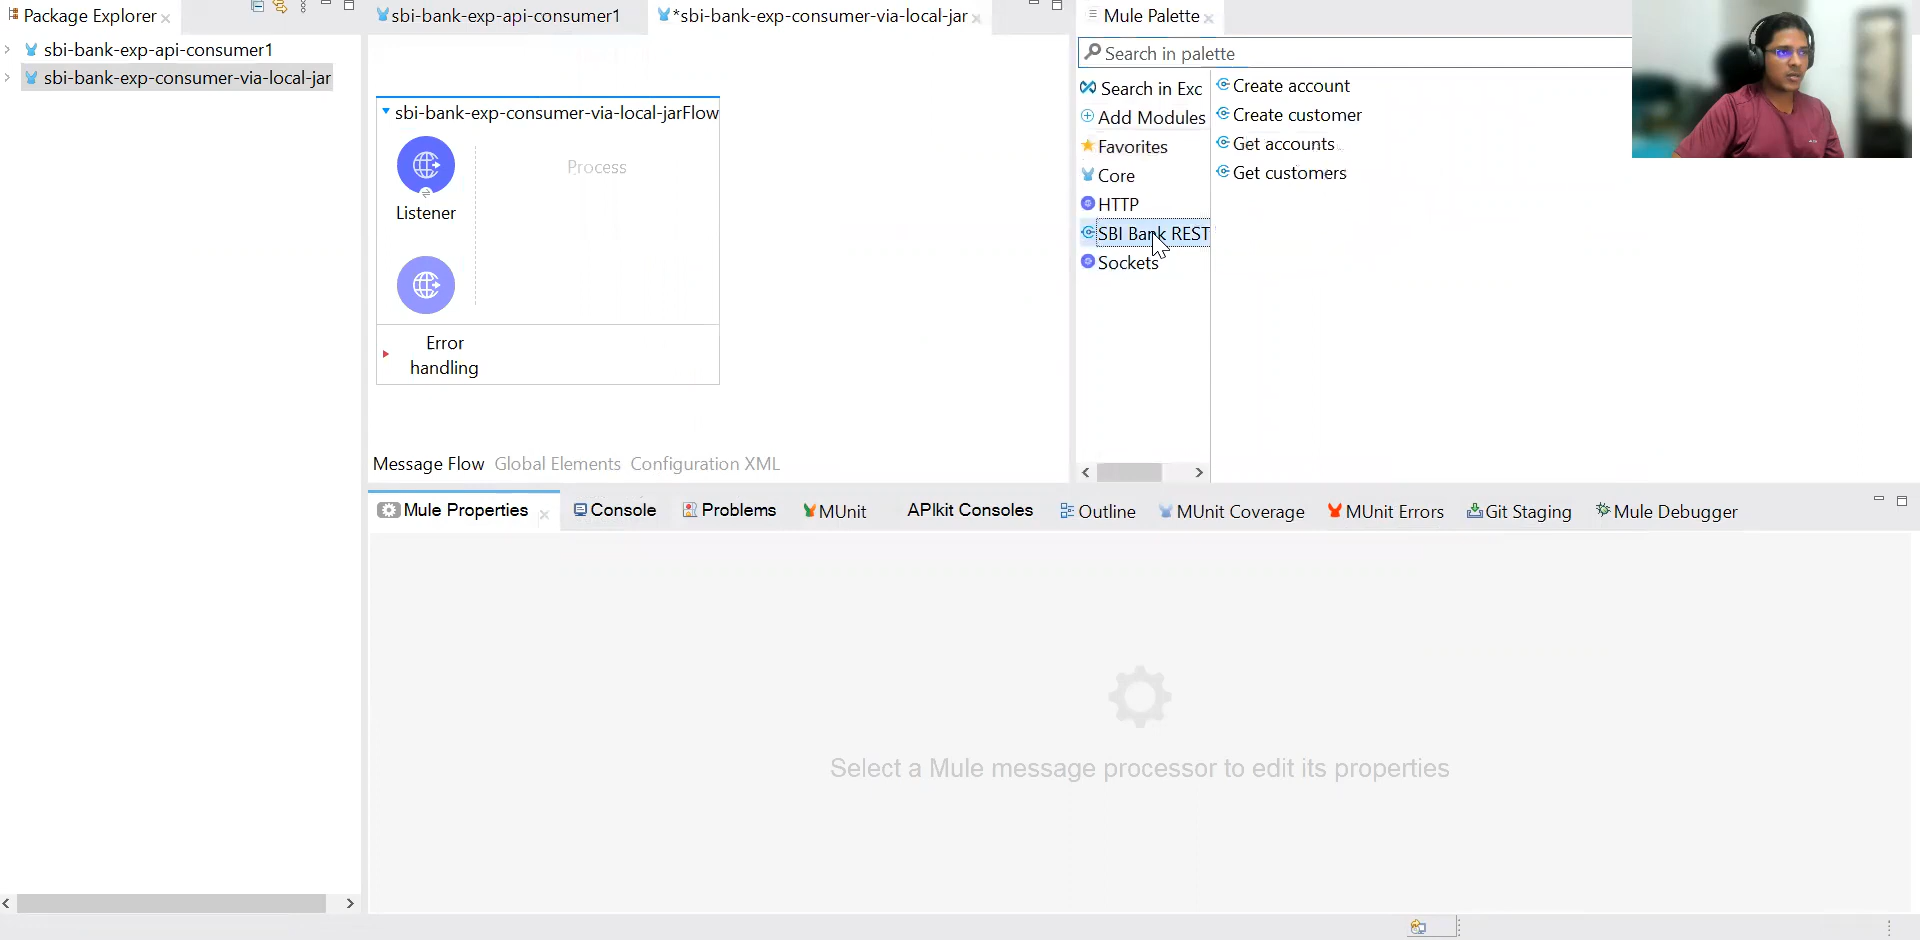 Package Explorer
sbi-bank-exp-api-consumer1
sbi-bank-exp-consumer-via-local-jar
sbi-bank-exp-api-consumer1
*sbi-bank-exp-consumer-via-local-jar
sbi-bank-exp-consumer-via-local-jarFlow
Process
Listener
Error
handling
Message Flow Global Elements Configuration XML
Mule Palette
Search in palette
Search in Exc
Add Modules
Favorites
Core
HTTP
SBI Bank REST
Sockets
Create account
Create customer
Get accounts
Get customers
Mule Properties Console Problems MUnit APIkit Consoles Outline MUnit Coverage MUnit Errors Git Staging Mule Debugger
Select a Mule message processor to edit its properties